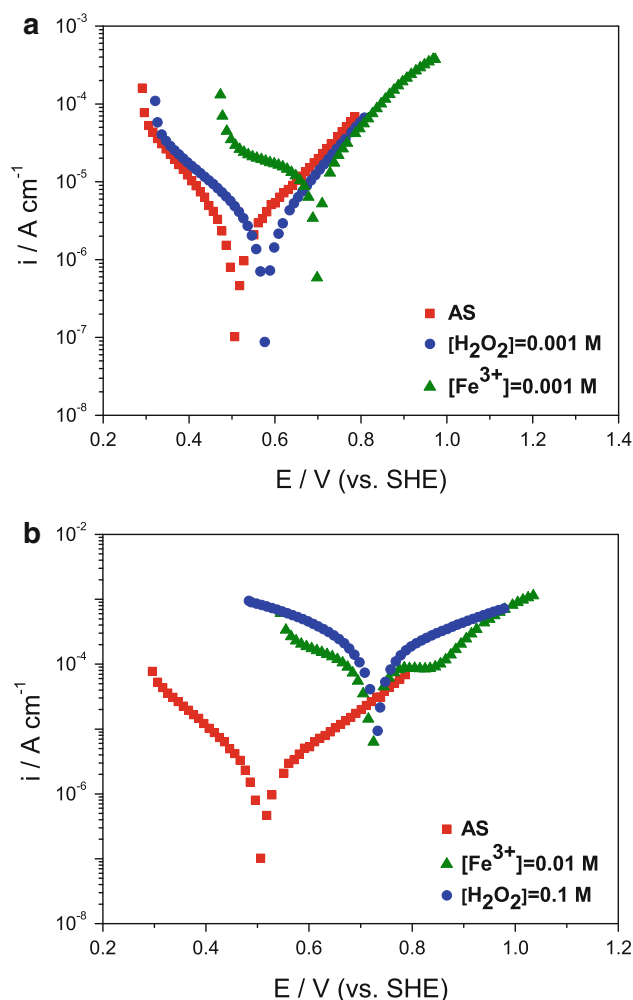 a
10⁻³
10⁻⁴
10⁻⁵
10⁻⁶
10⁻⁷
10⁻⁸
i / A cm⁻¹
AS
[H₂O₂]=0.001 M
[Fe³⁺]=0.001 M
0.2 0.4 0.6 0.8 1.0 1.2 1.4
E / V (vs. SHE)
b
10⁻²
10⁻⁴
10⁻⁶
10⁻⁸
i / A cm⁻¹
AS
[Fe³⁺]=0.01 M
[H₂O₂]=0.1 M
0.2 0.4 0.6 0.8 1.0 1.2
E / V (vs. SHE)